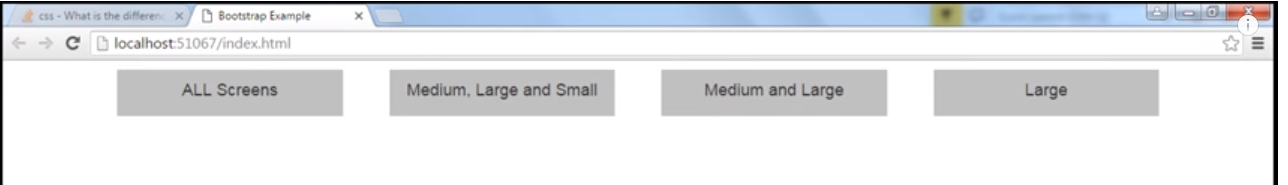 css - What is the differenc
Bootstrap Example
localhost:51067/index.html
ALL Screens
Medium, Large and Small
Medium and Large
Large